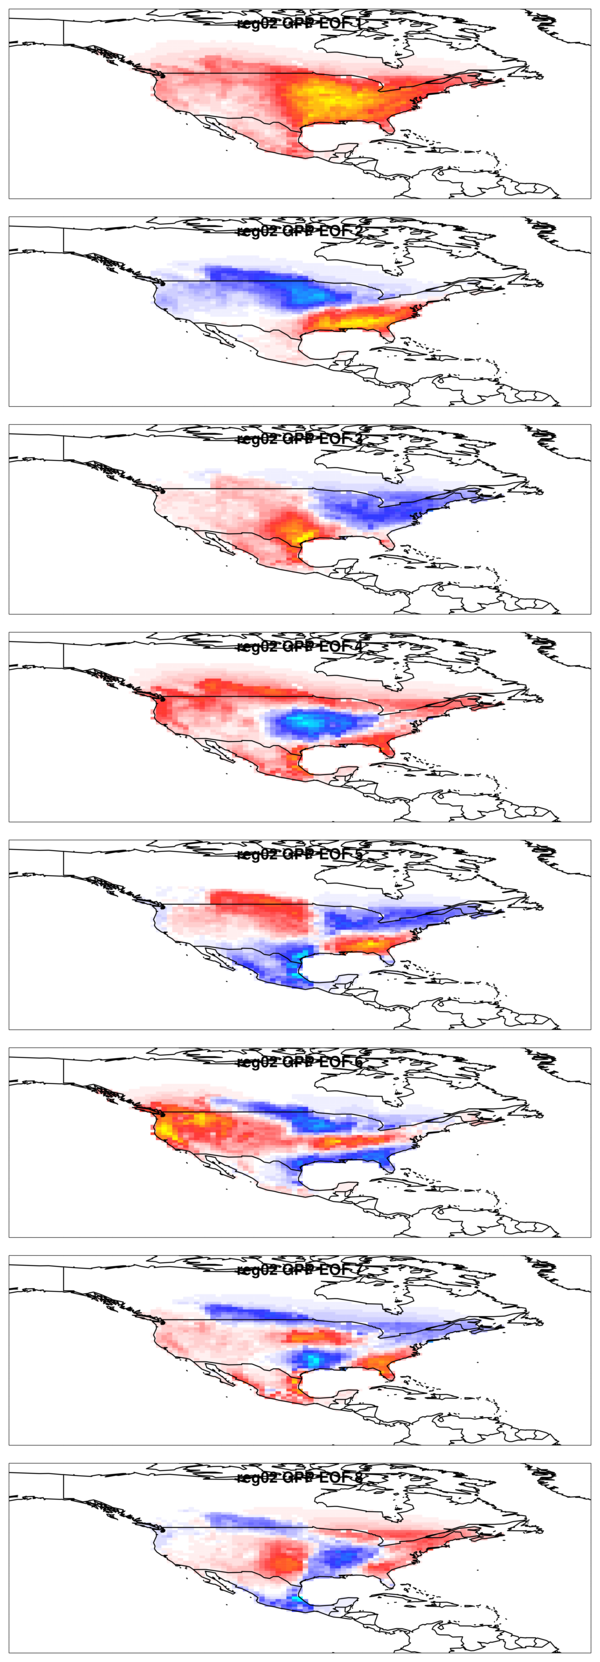 reg02 GPP EOF-1
reg02 GPP EOF-2
reg02 GPP EOF-3
reg02 GPP EOF-4
reg02 GPP EOF-5
reg02 GPP EOF-6
reg02 GPP EOF-7
reg02 GPP EOF-8